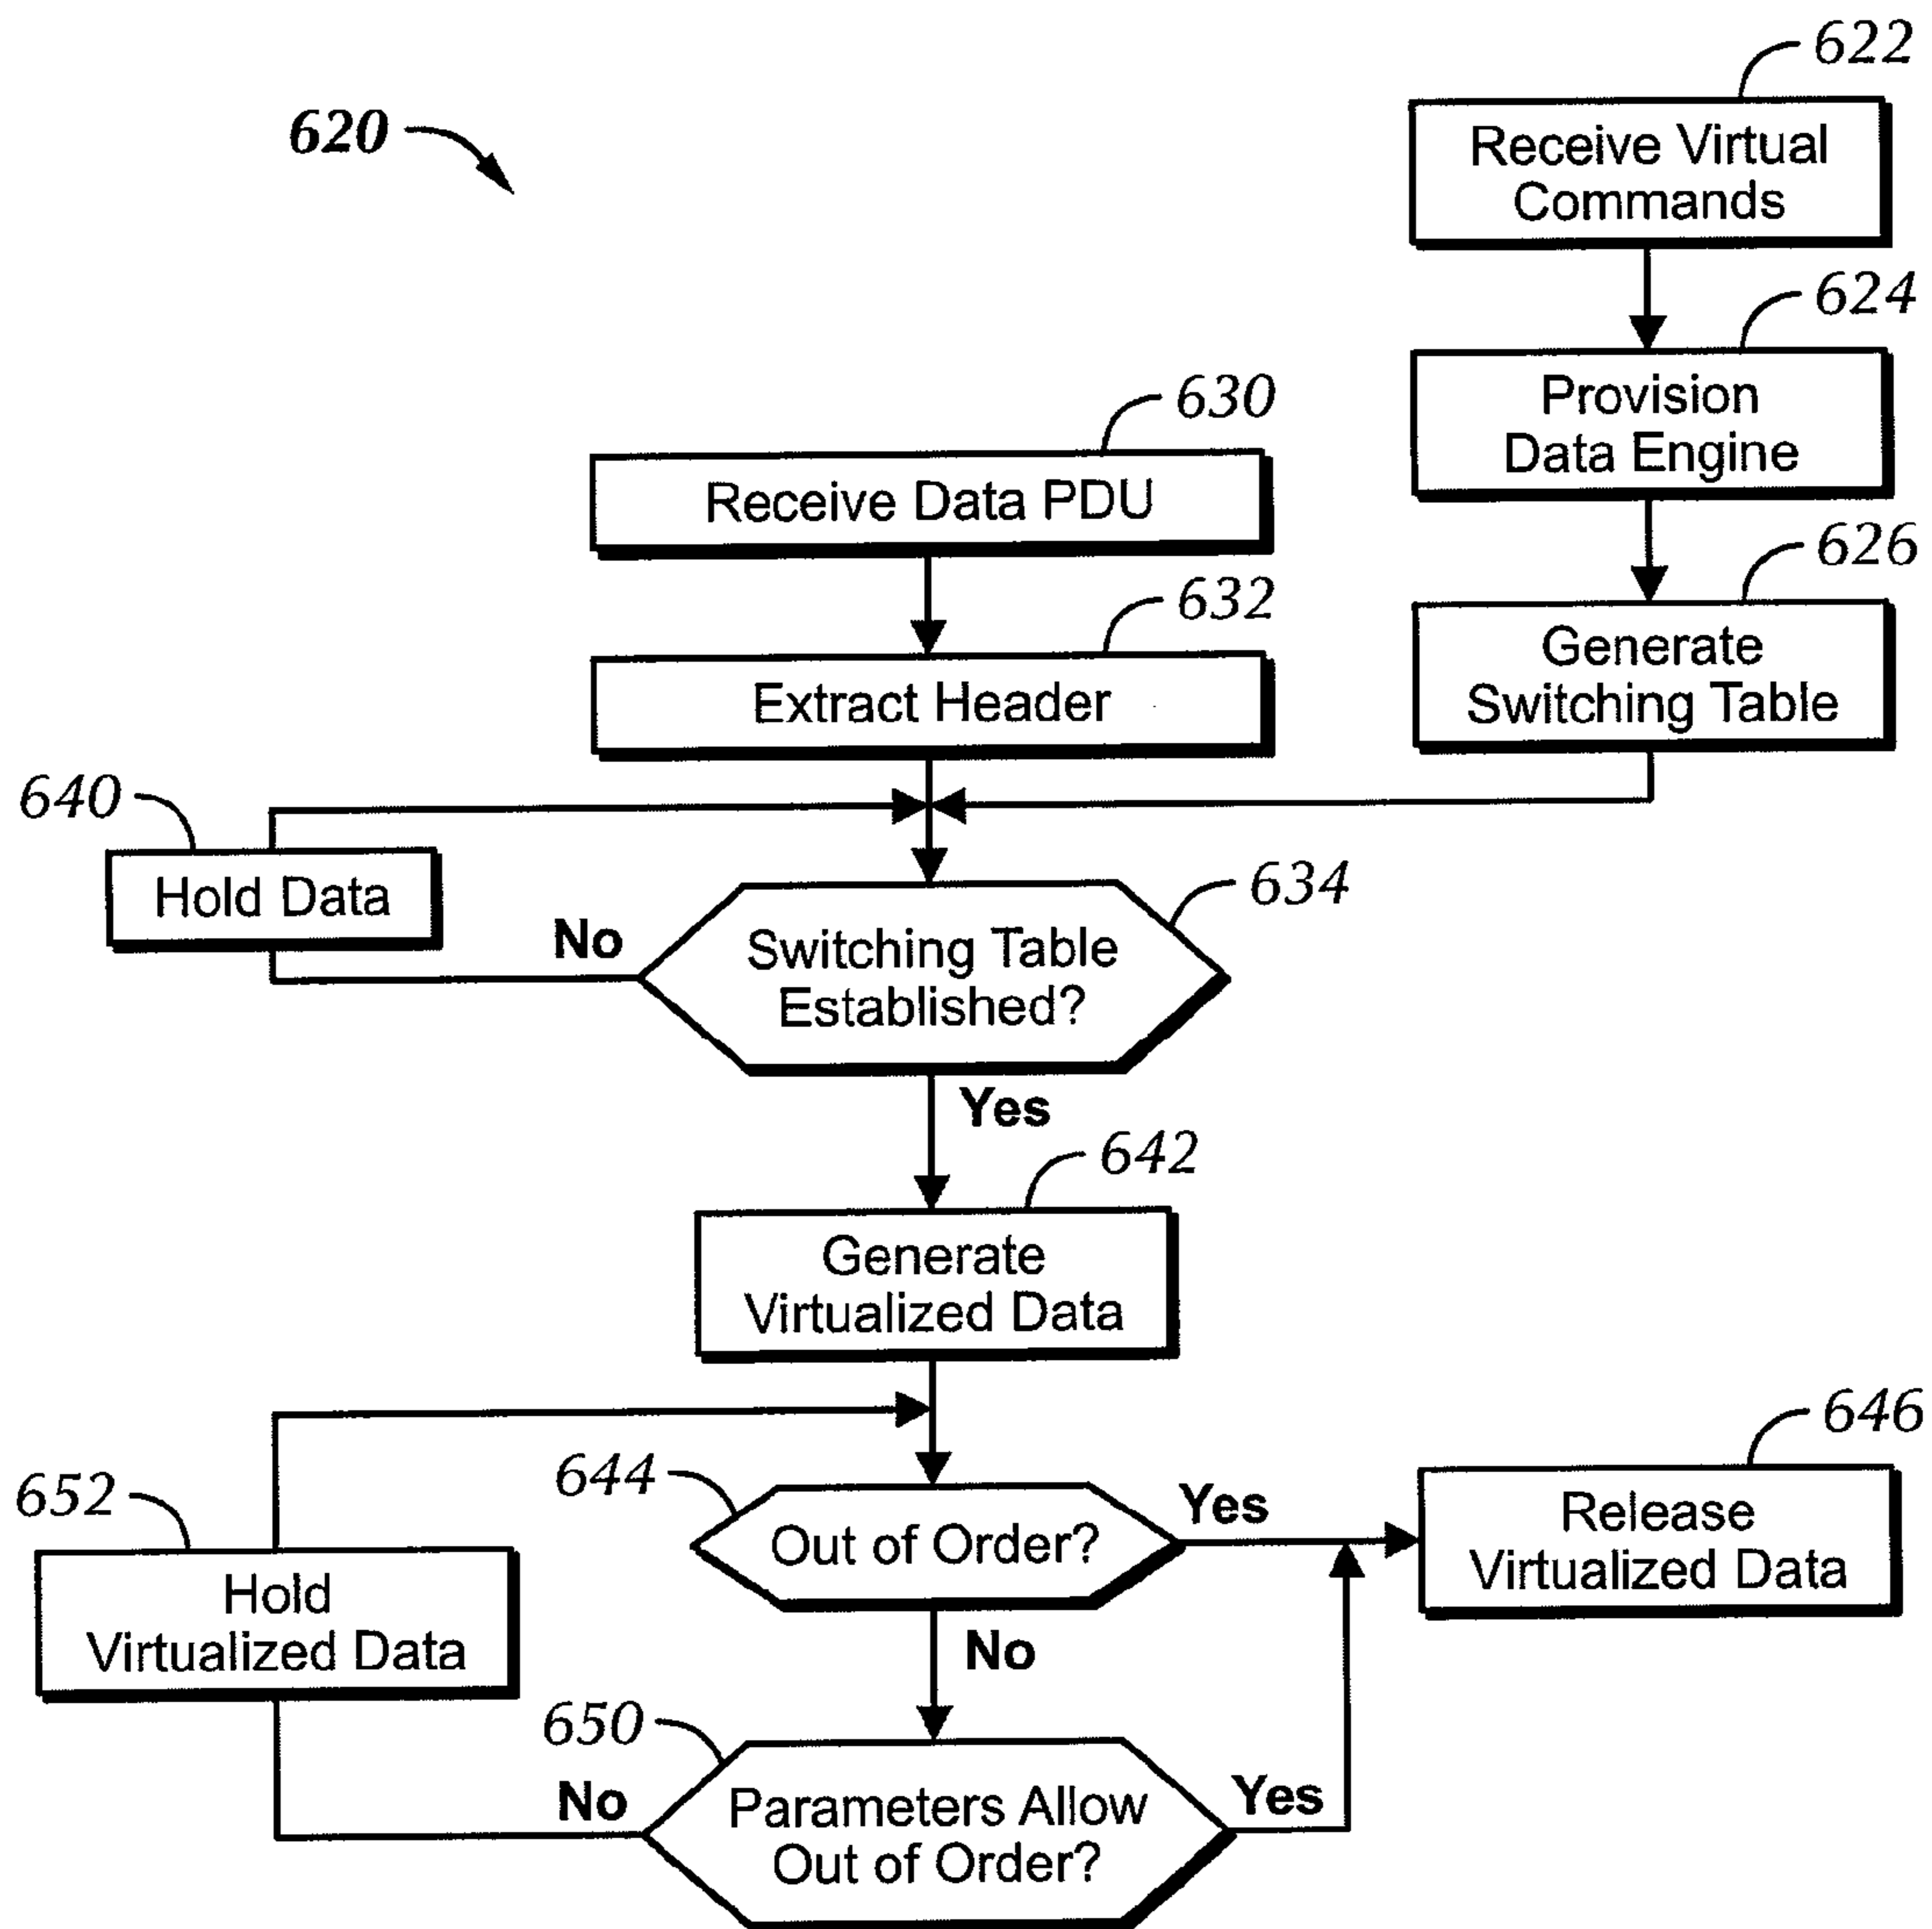 620
622
Receive Virtual
Commands
624
Provision
Data Engine
630
Receive Data PDU
626
Generate
Switching Table
632
Extract Header
640
Hold Data
634
No
Switching Table
Established?
Yes
642
Generate
Virtualized Data
646
Release
Virtualized Data
644
Out of Order?
Yes
652
Hold
Virtualized Data
No
650
No
Parameters Allow
Out of Order?
Yes